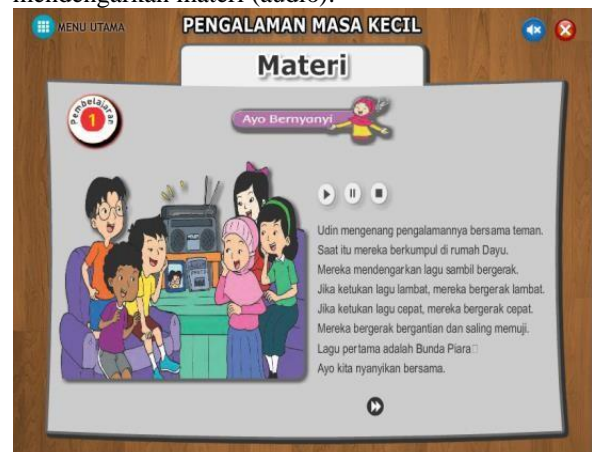 mendengarkan materi (audio).
MENU UTAMA
PENGALAMAN MASA KECIL
Materi
Pembelajaran
1
Ayo Bernyanyi
Udin mengenang pengalamannya bersama teman.
Saat itu mereka berkumpul di rumah Dayu.
Mereka mendengarkan lagu sambil bergerak.
Jika ketukan lagu lambat, mereka bergerak lambat.
Jika ketukan lagu cepat, mereka bergerak cepat.
Mereka bergerak bergantian dan saling memuji.
Lagu pertama adalah Bunda Piara□
Ayo kita nyanyikan bersama.